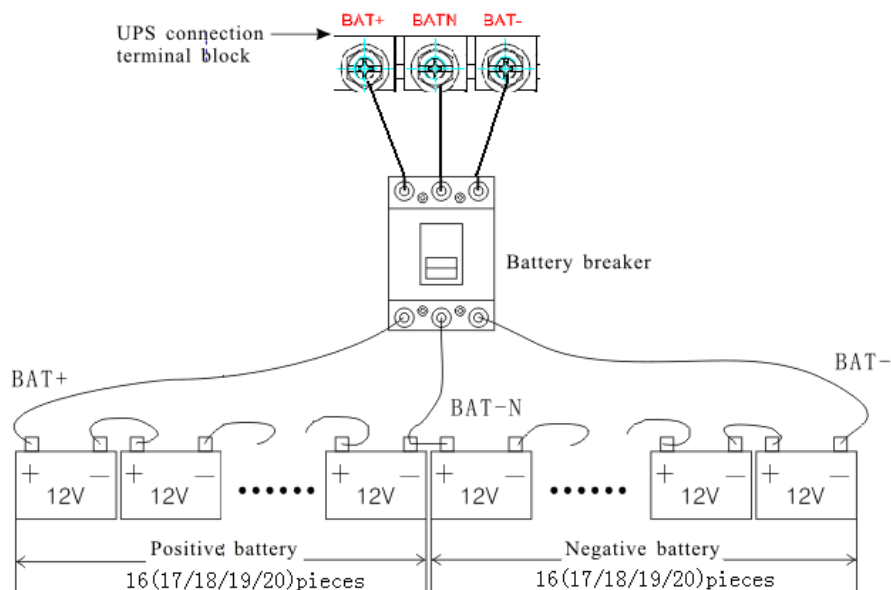 BAT+ BATN BAT-
UPS connection
terminal block
Battery breaker
BAT+
BAT-
BAT-N
+ − + − + − + − + − + −
12V 12V 12V 12V 12V 12V
Positive battery Negative battery
16(17/18/19/20)pieces 16(17/18/19/20)pieces